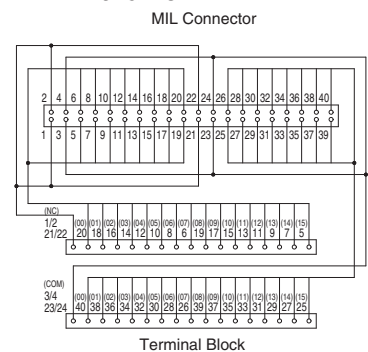 MIL Connector
2 4 6 8 10 12 14 16 18 20 22 24 26 28 30 32 34 36 38 40
1 3 5 7 9 11 13 15 17 19 21 23 25 27 29 31 33 35 37 39
(NC)
1/2 (00) (01) (02) (03) (04) (05) (06) (07) (08) (09) (10) (11) (12) (13) (14) (15)
21/22 20 18 16 14 12 10 8 6 19 17 15 13 11 9 7 5
(COM)
3/4 (00) (01) (02) (03) (04) (05) (06) (07) (08) (09) (10) (11) (12) (13) (14) (15)
23/24 40 38 36 34 32 30 28 26 39 37 35 33 31 29 27 25
Terminal Block